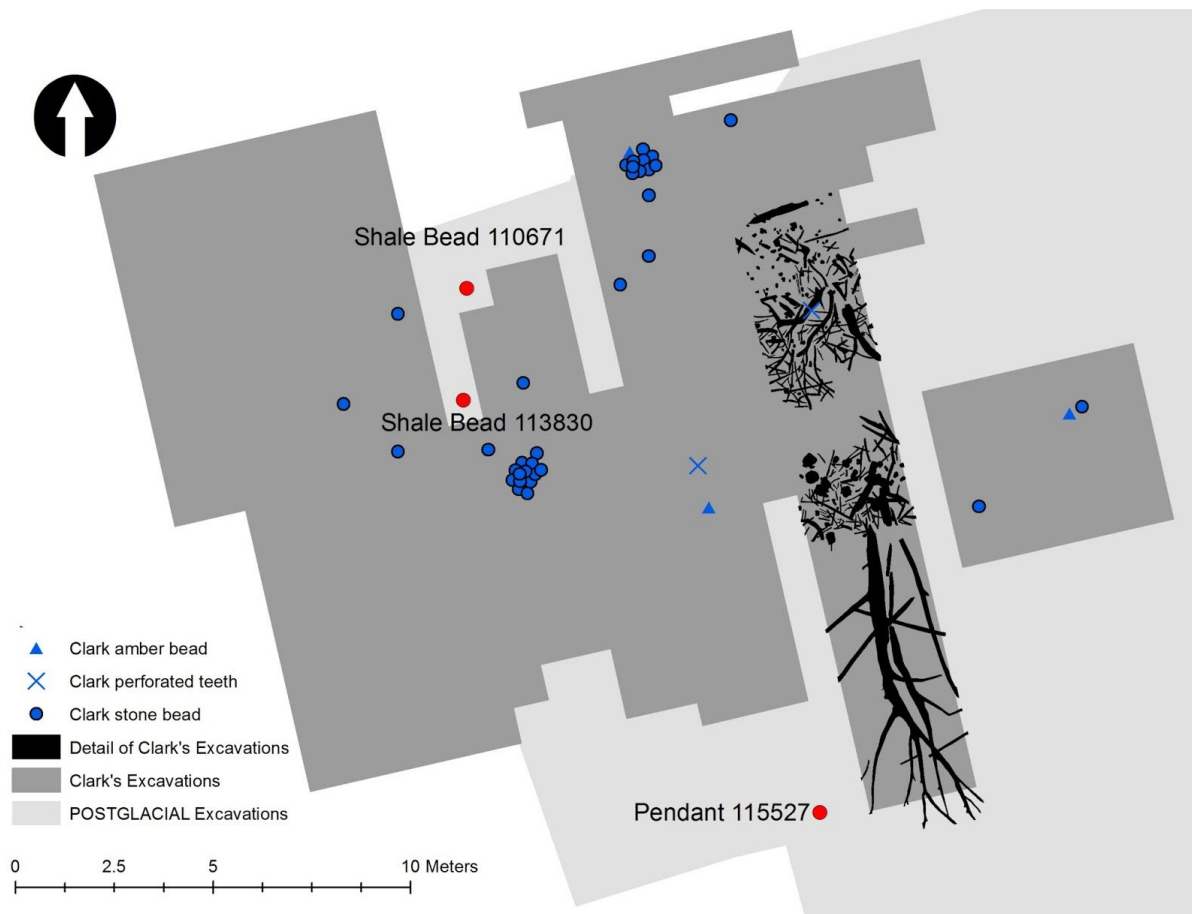 Shale Bead 110671
Shale Bead 113830
Clark amber bead
Clark perforated teeth
Clark stone bead
Detail of Clark's Excavations
Clark's Excavations
POSTGLACIAL Excavations
Pendant 115527
0 2.5 5 10 Meters